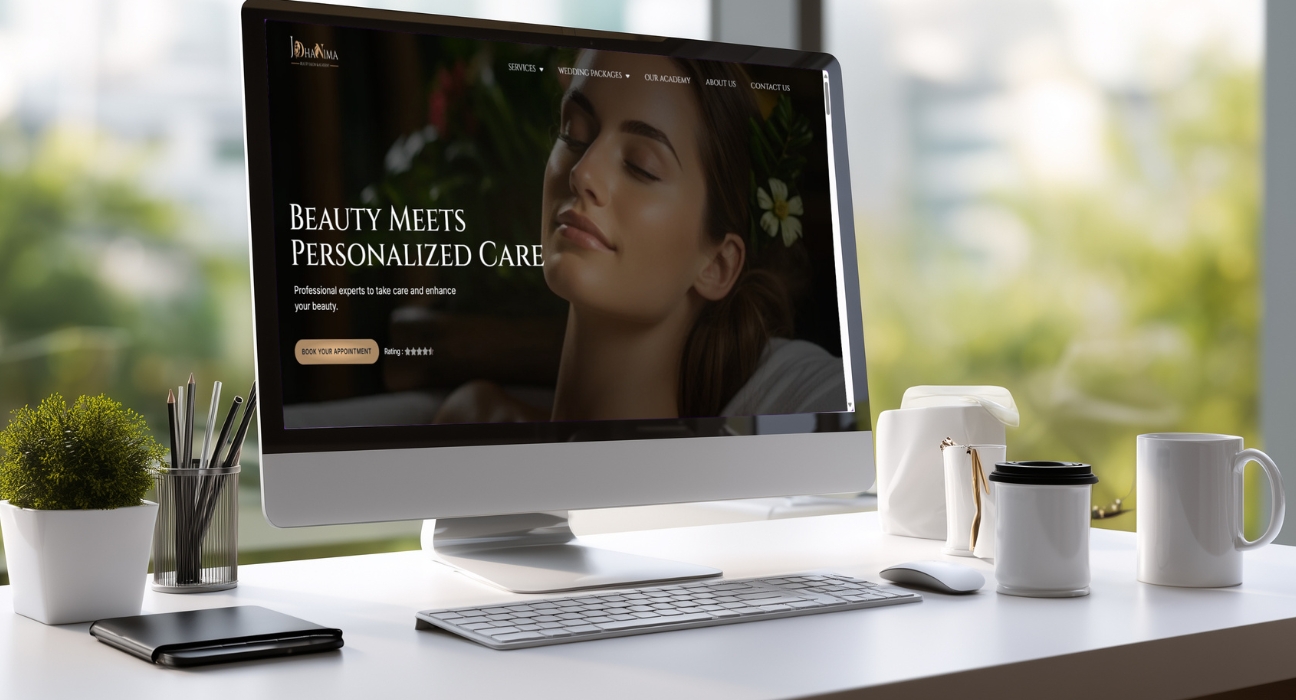 DHANIMA
SERVICES
WEDDING PACKAGES
OUR ACADEMY
ABOUT US
CONTACT US
BEAUTY MEETS
PERSONALIZED CARE
Professional experts to take care and enhance
your beauty.
BOOK YOUR APPOINTMENT
Rating :